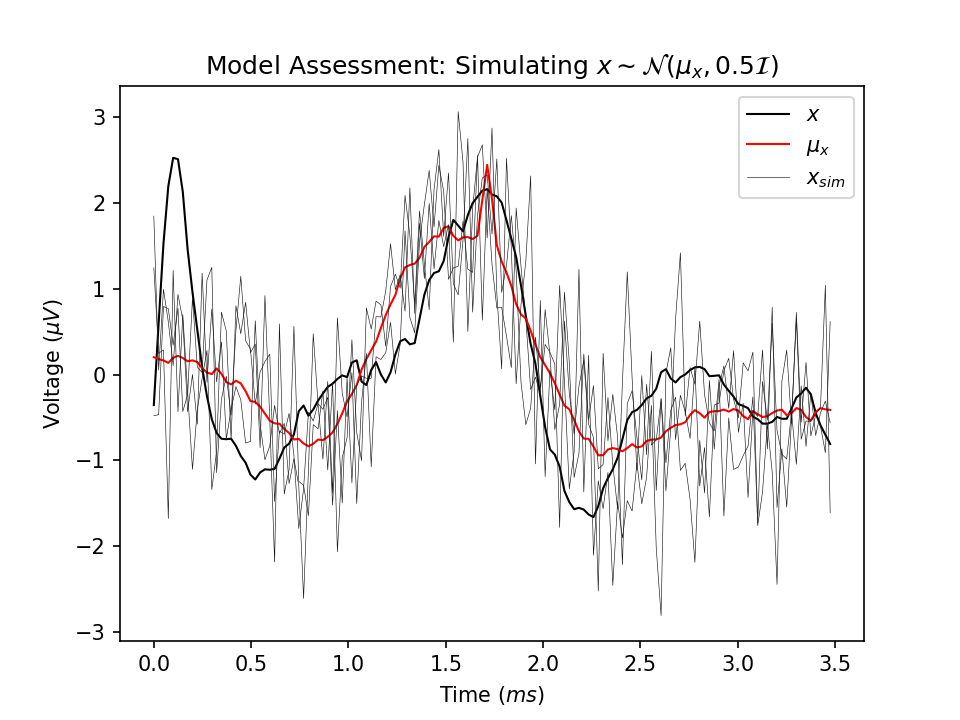 Model Assessment: Simulating x ∼ 𝒩(μₓ, 0.5ℐ)
x
μₓ
x_sim
Voltage (μV)
3
2
1
0
−1
−2
−3
0.0 0.5 1.0 1.5 2.0 2.5 3.0 3.5
Time (ms)